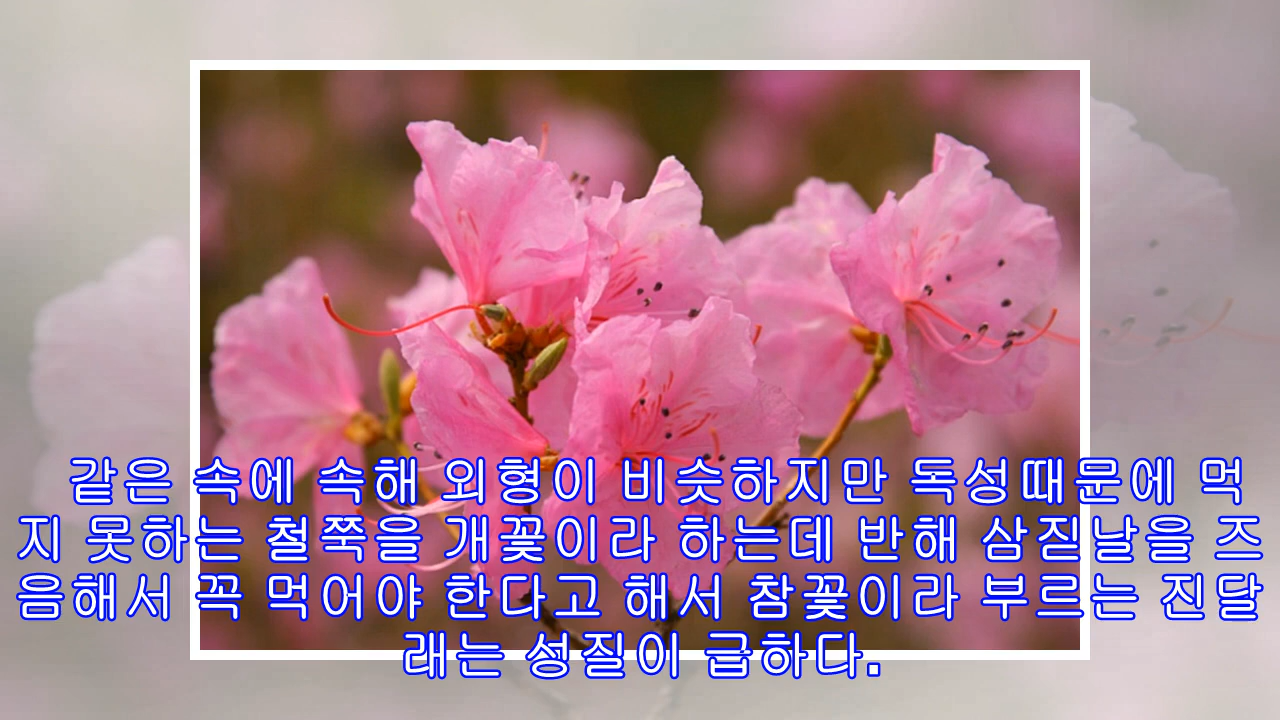 같은 속에 속해 외형이 비슷하지만 독성때문에 먹
지 못하는 철쭉을 개꽃이라 하는데 반해 삼짇날을 즈
음해서 꼭 먹어야 한다고 해서 참꽃이라 부르는 진달
래는 성질이 급하다.